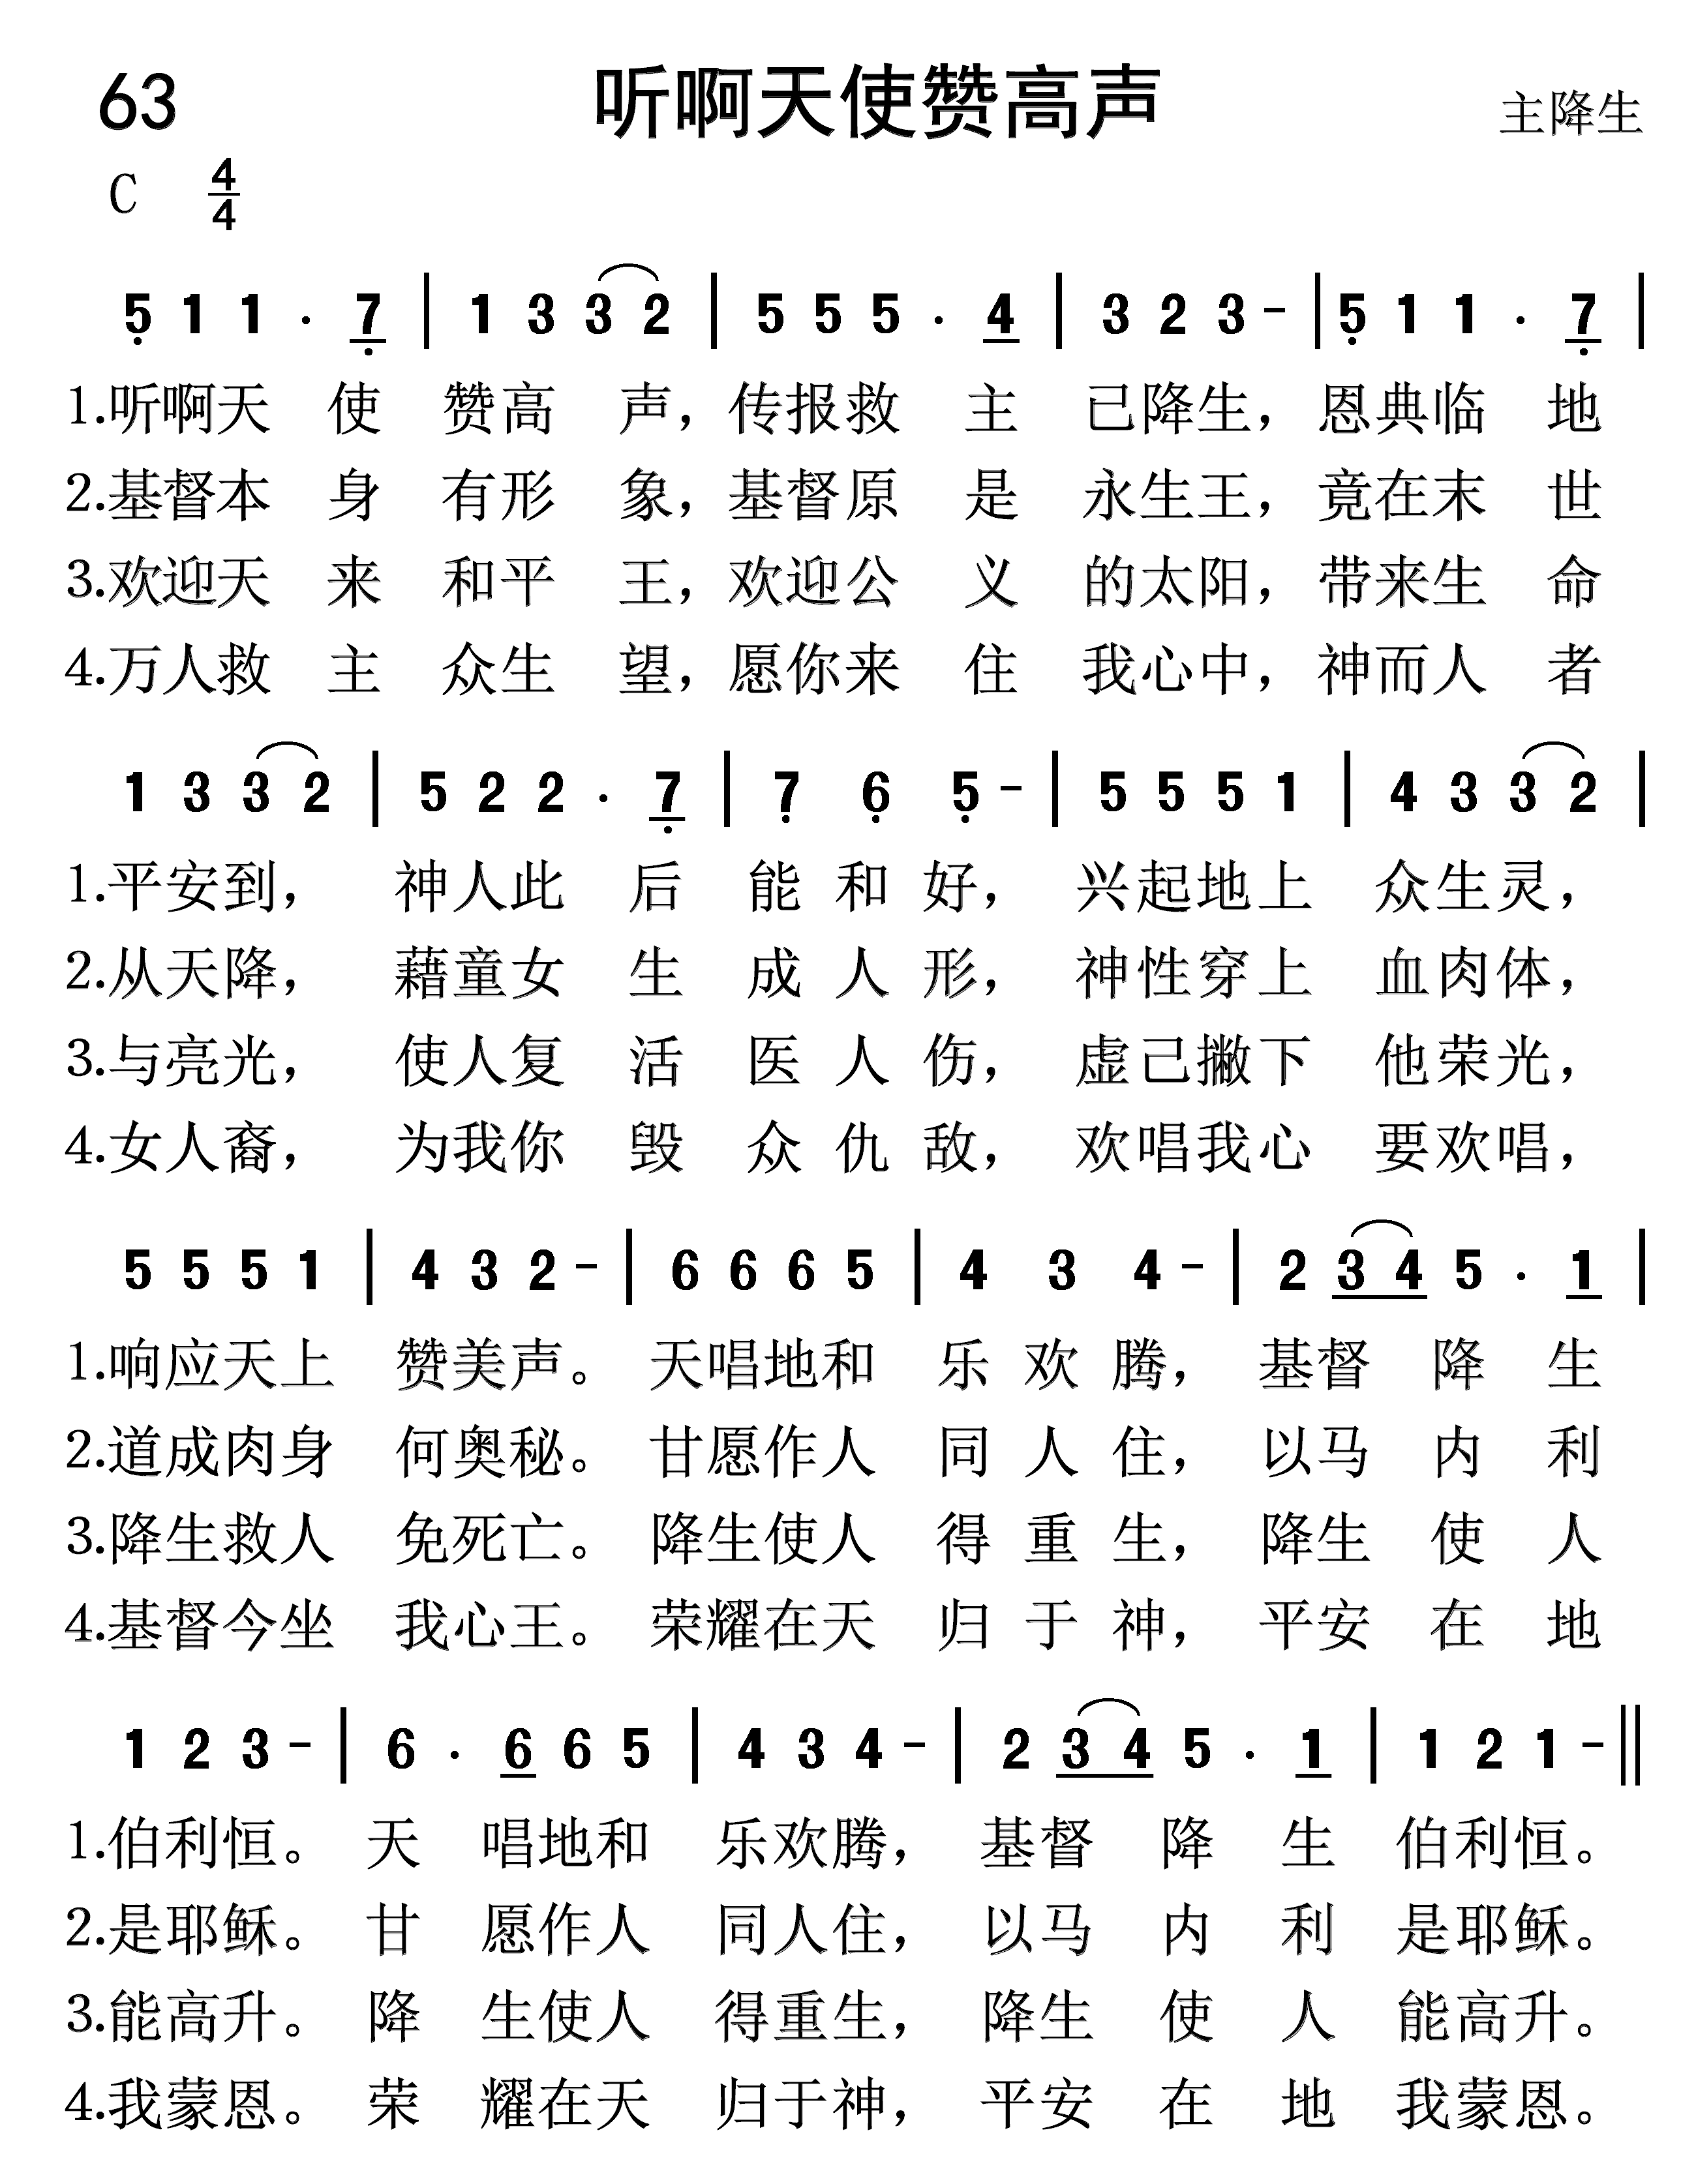 63 听啊天使赞高声 主降生
C 4/4
5̣ 1 1 . 7̣ | 1 3 3 2 | 5 5 5 . 4 | 3 2 3 - | 5̣ 1 1 . 7̣ |
1.听啊天 使 赞高 声，传报救 主 已降生，恩典临 地
2.基督本 身 有形 象，基督原 是 永生王，竟在末 世
3.欢迎天 来 和平 王，欢迎公 义 的太阳，带来生 命
4.万人救 主 众生 望，愿你来 住 我心中，神而人 者
1 3 3 2 | 5 2 2 . 7̣ | 7̣ 6̣ 5̣ - | 5 5 5 1 | 4 3 3 2 |
1.平安到， 神人此 后 能 和 好， 兴起地上 众生灵，
2.从天降， 藉童女 生 成 人 形， 神性穿上 血肉体，
3.与亮光， 使人复 活 医 人 伤， 虚己撇下 他荣光，
4.女人裔， 为我你 毁 众 仇 敌， 欢唱我心 要欢唱，
5 5 5 1 | 4 3 2 - | 6 6 6 5 | 4 3 4 - | 2 3 4 5 . 1 |
1.响应天上 赞美声。 天唱地和 乐 欢 腾， 基督 降 生
2.道成肉身 何奥秘。 甘愿作人 同 人 住， 以马 内 利
3.降生救人 免死亡。 降生使人 得 重 生， 降生 使 人
4.基督今坐 我心王。 荣耀在天 归 于 神， 平安 在 地
1 2 3 - | 6 . 6 6 5 | 4 3 4 - | 2 3 4 5 . 1 | 1 2 1 - ||
1.伯利恒。 天 唱地和 乐欢腾， 基督 降 生 伯利恒。
2.是耶稣。 甘 愿作人 同人住， 以马 内 利 是耶稣。
3.能高升。 降 生使人 得重生， 降生 使 人 能高升。
4.我蒙恩。 荣 耀在天 归于神， 平安 在 地 我蒙恩。